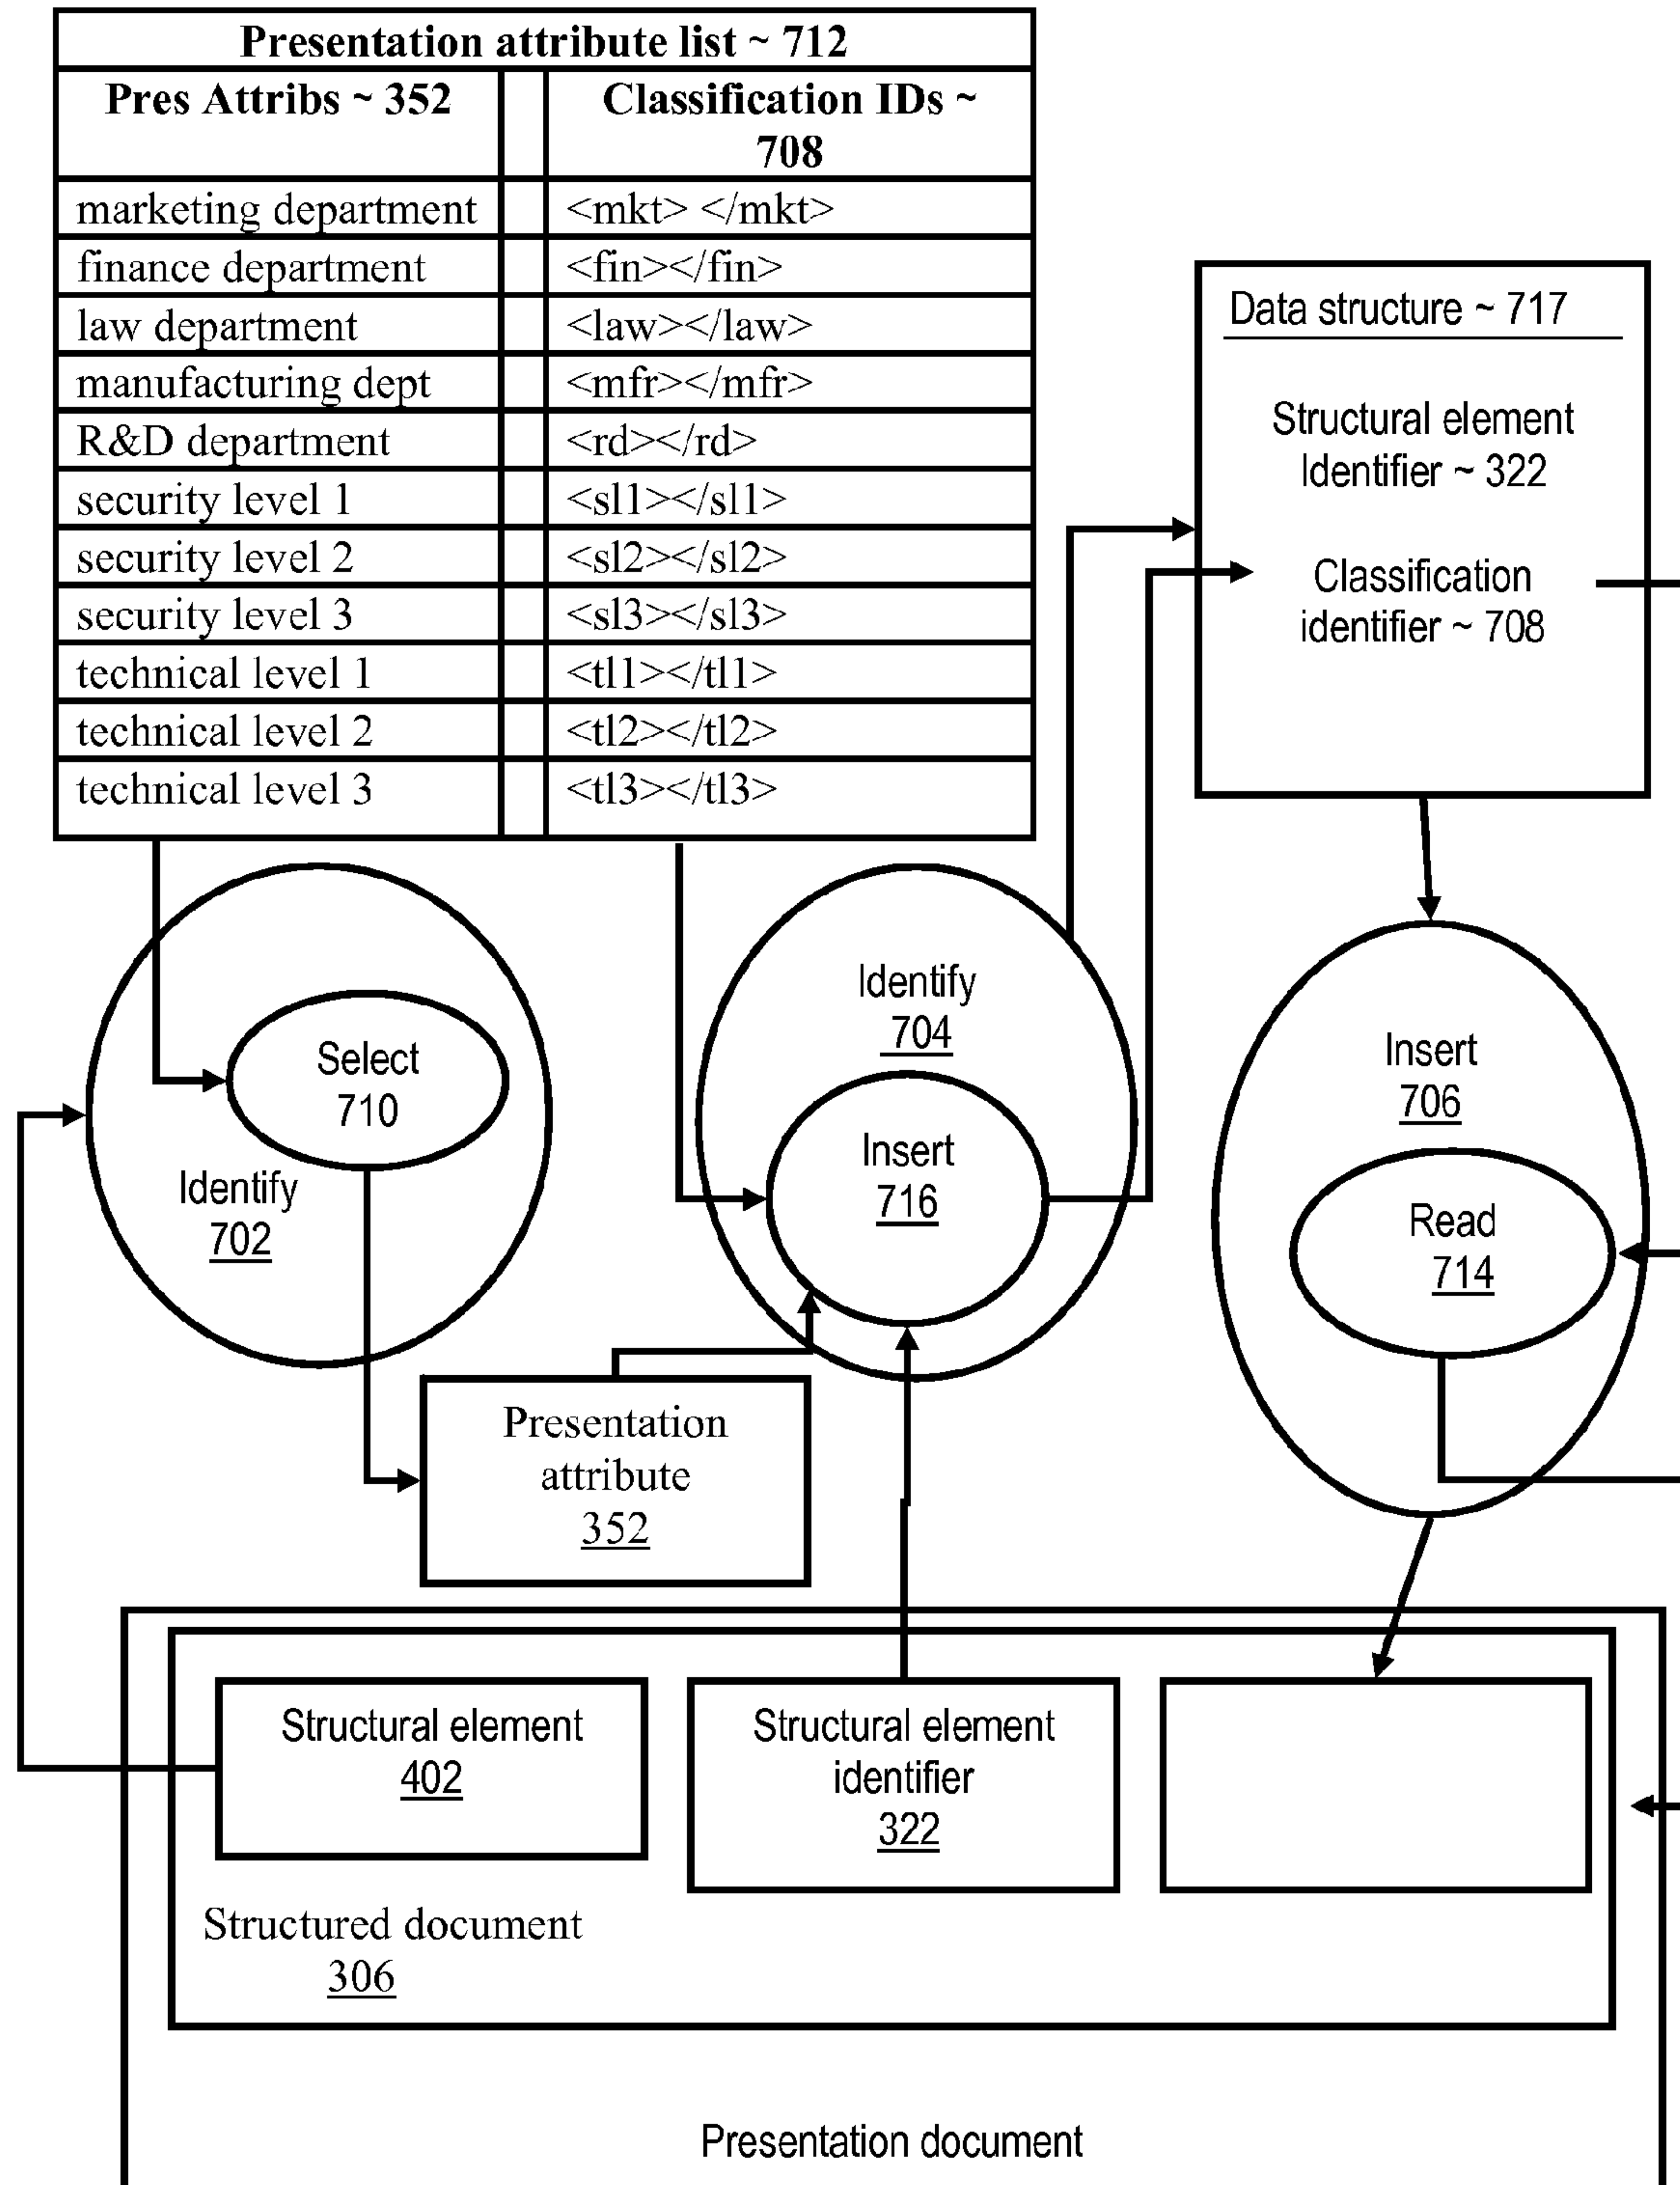 Presentation attribute list ~ 712
Pres Attribs ~ 352
Classification IDs ~
708
marketing department
<mkt> </mkt>
finance department
<fin></fin>
law department
<law></law>
manufacturing dept
<mfr></mfr>
R&D department
<rd></rd>
security level 1
<sl1></sl1>
security level 2
<sl2></sl2>
security level 3
<sl3></sl3>
technical level 1
<tl1></tl1>
technical level 2
<tl2></tl2>
technical level 3
<tl3></tl3>
Data structure ~ 717
Structural element
Identifier ~ 322
Classification
identifier ~ 708
Select
710
Identify
702
Identify
704
Insert
716
Insert
706
Read
714
Presentation
attribute
352
Structural element
402
Structural element
identifier
322
Structured document
306
Presentation document